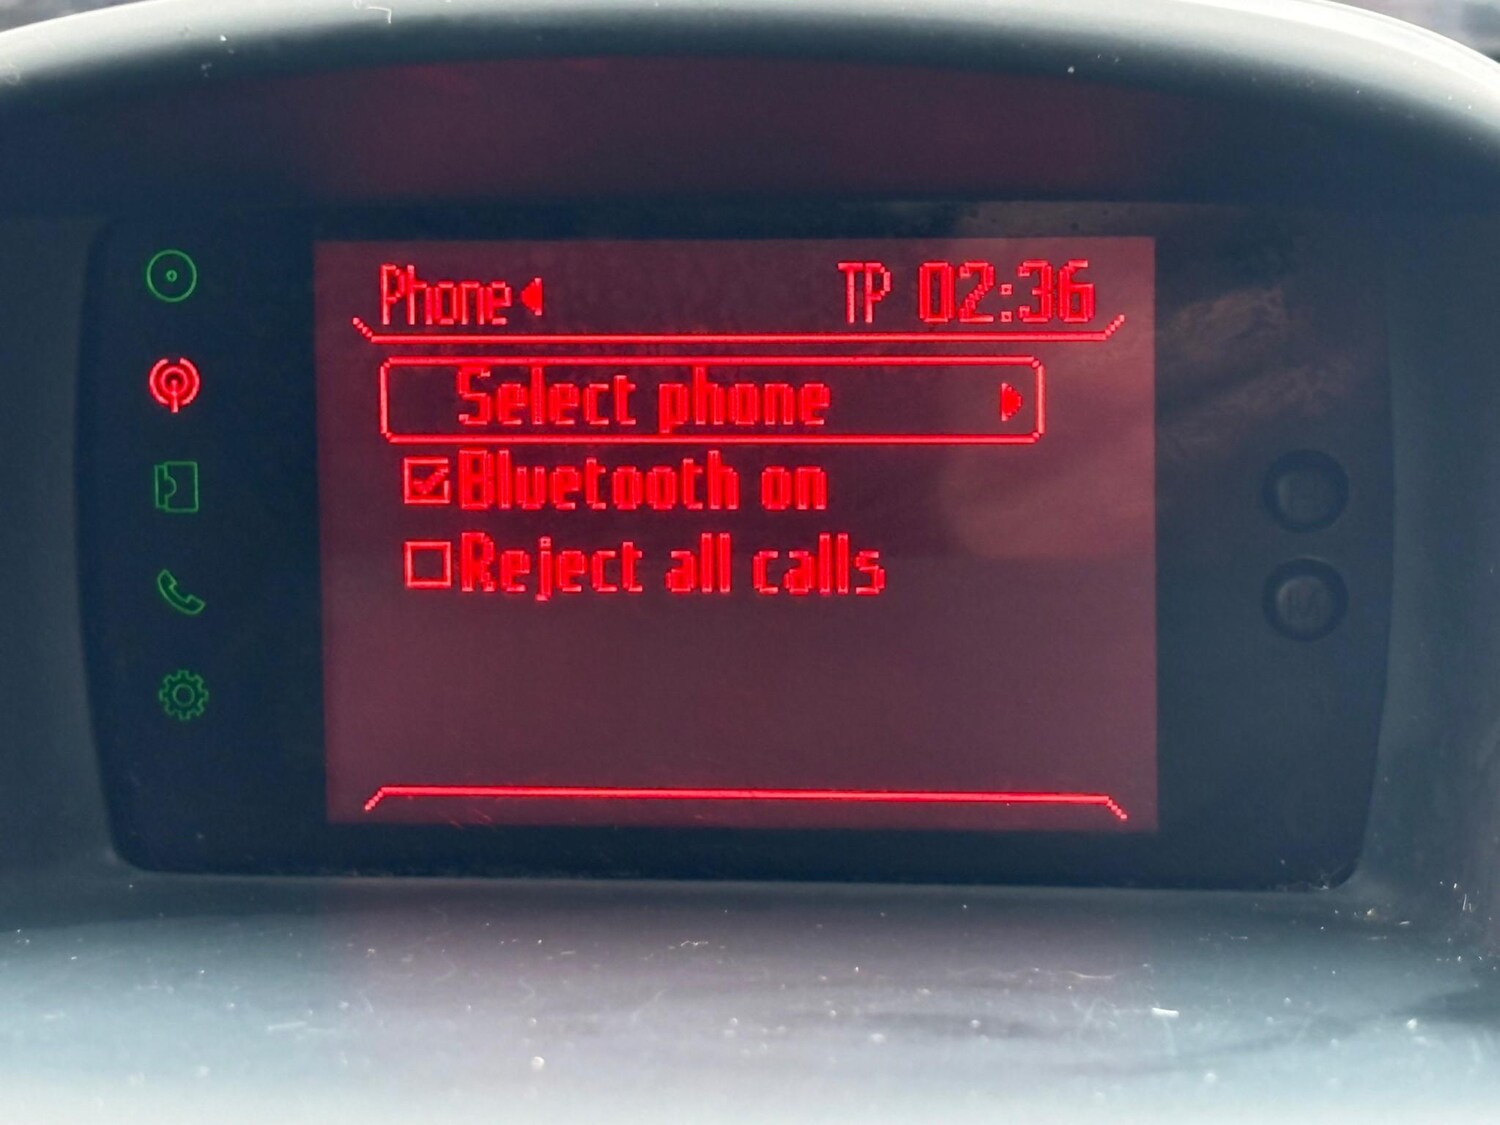 Phone TP 02:36
Select phone
Bluetooth on
Reject all calls